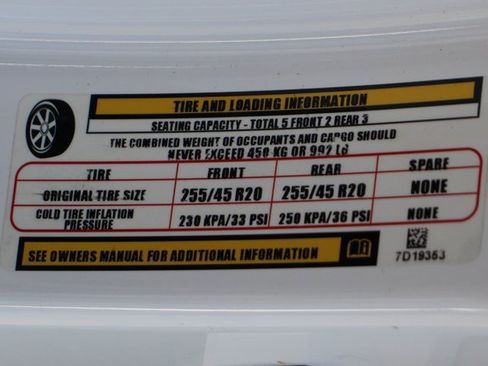 TIRE AND LOADING INFORMATION
SEATING CAPACITY - TOTAL 5 FRONT 2 REAR 3
THE COMBINED WEIGHT OF OCCUPANTS AND CARGO SHOULD
NEVER EXCEED 450 KG OR 992 LB
TIRE FRONT REAR SPARE
ORIGINAL TIRE SIZE 255/45 R20 255/45 R20 NONE
COLD TIRE INFLATION
PRESSURE 230 KPA/33 PSI 250 KPA/36 PSI NONE
SEE OWNERS MANUAL FOR ADDITIONAL INFORMATION
7D19353